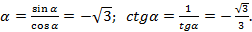 α = sin α / cos α = −√3; ctgα = 1 / tgα = −√3 / 3.